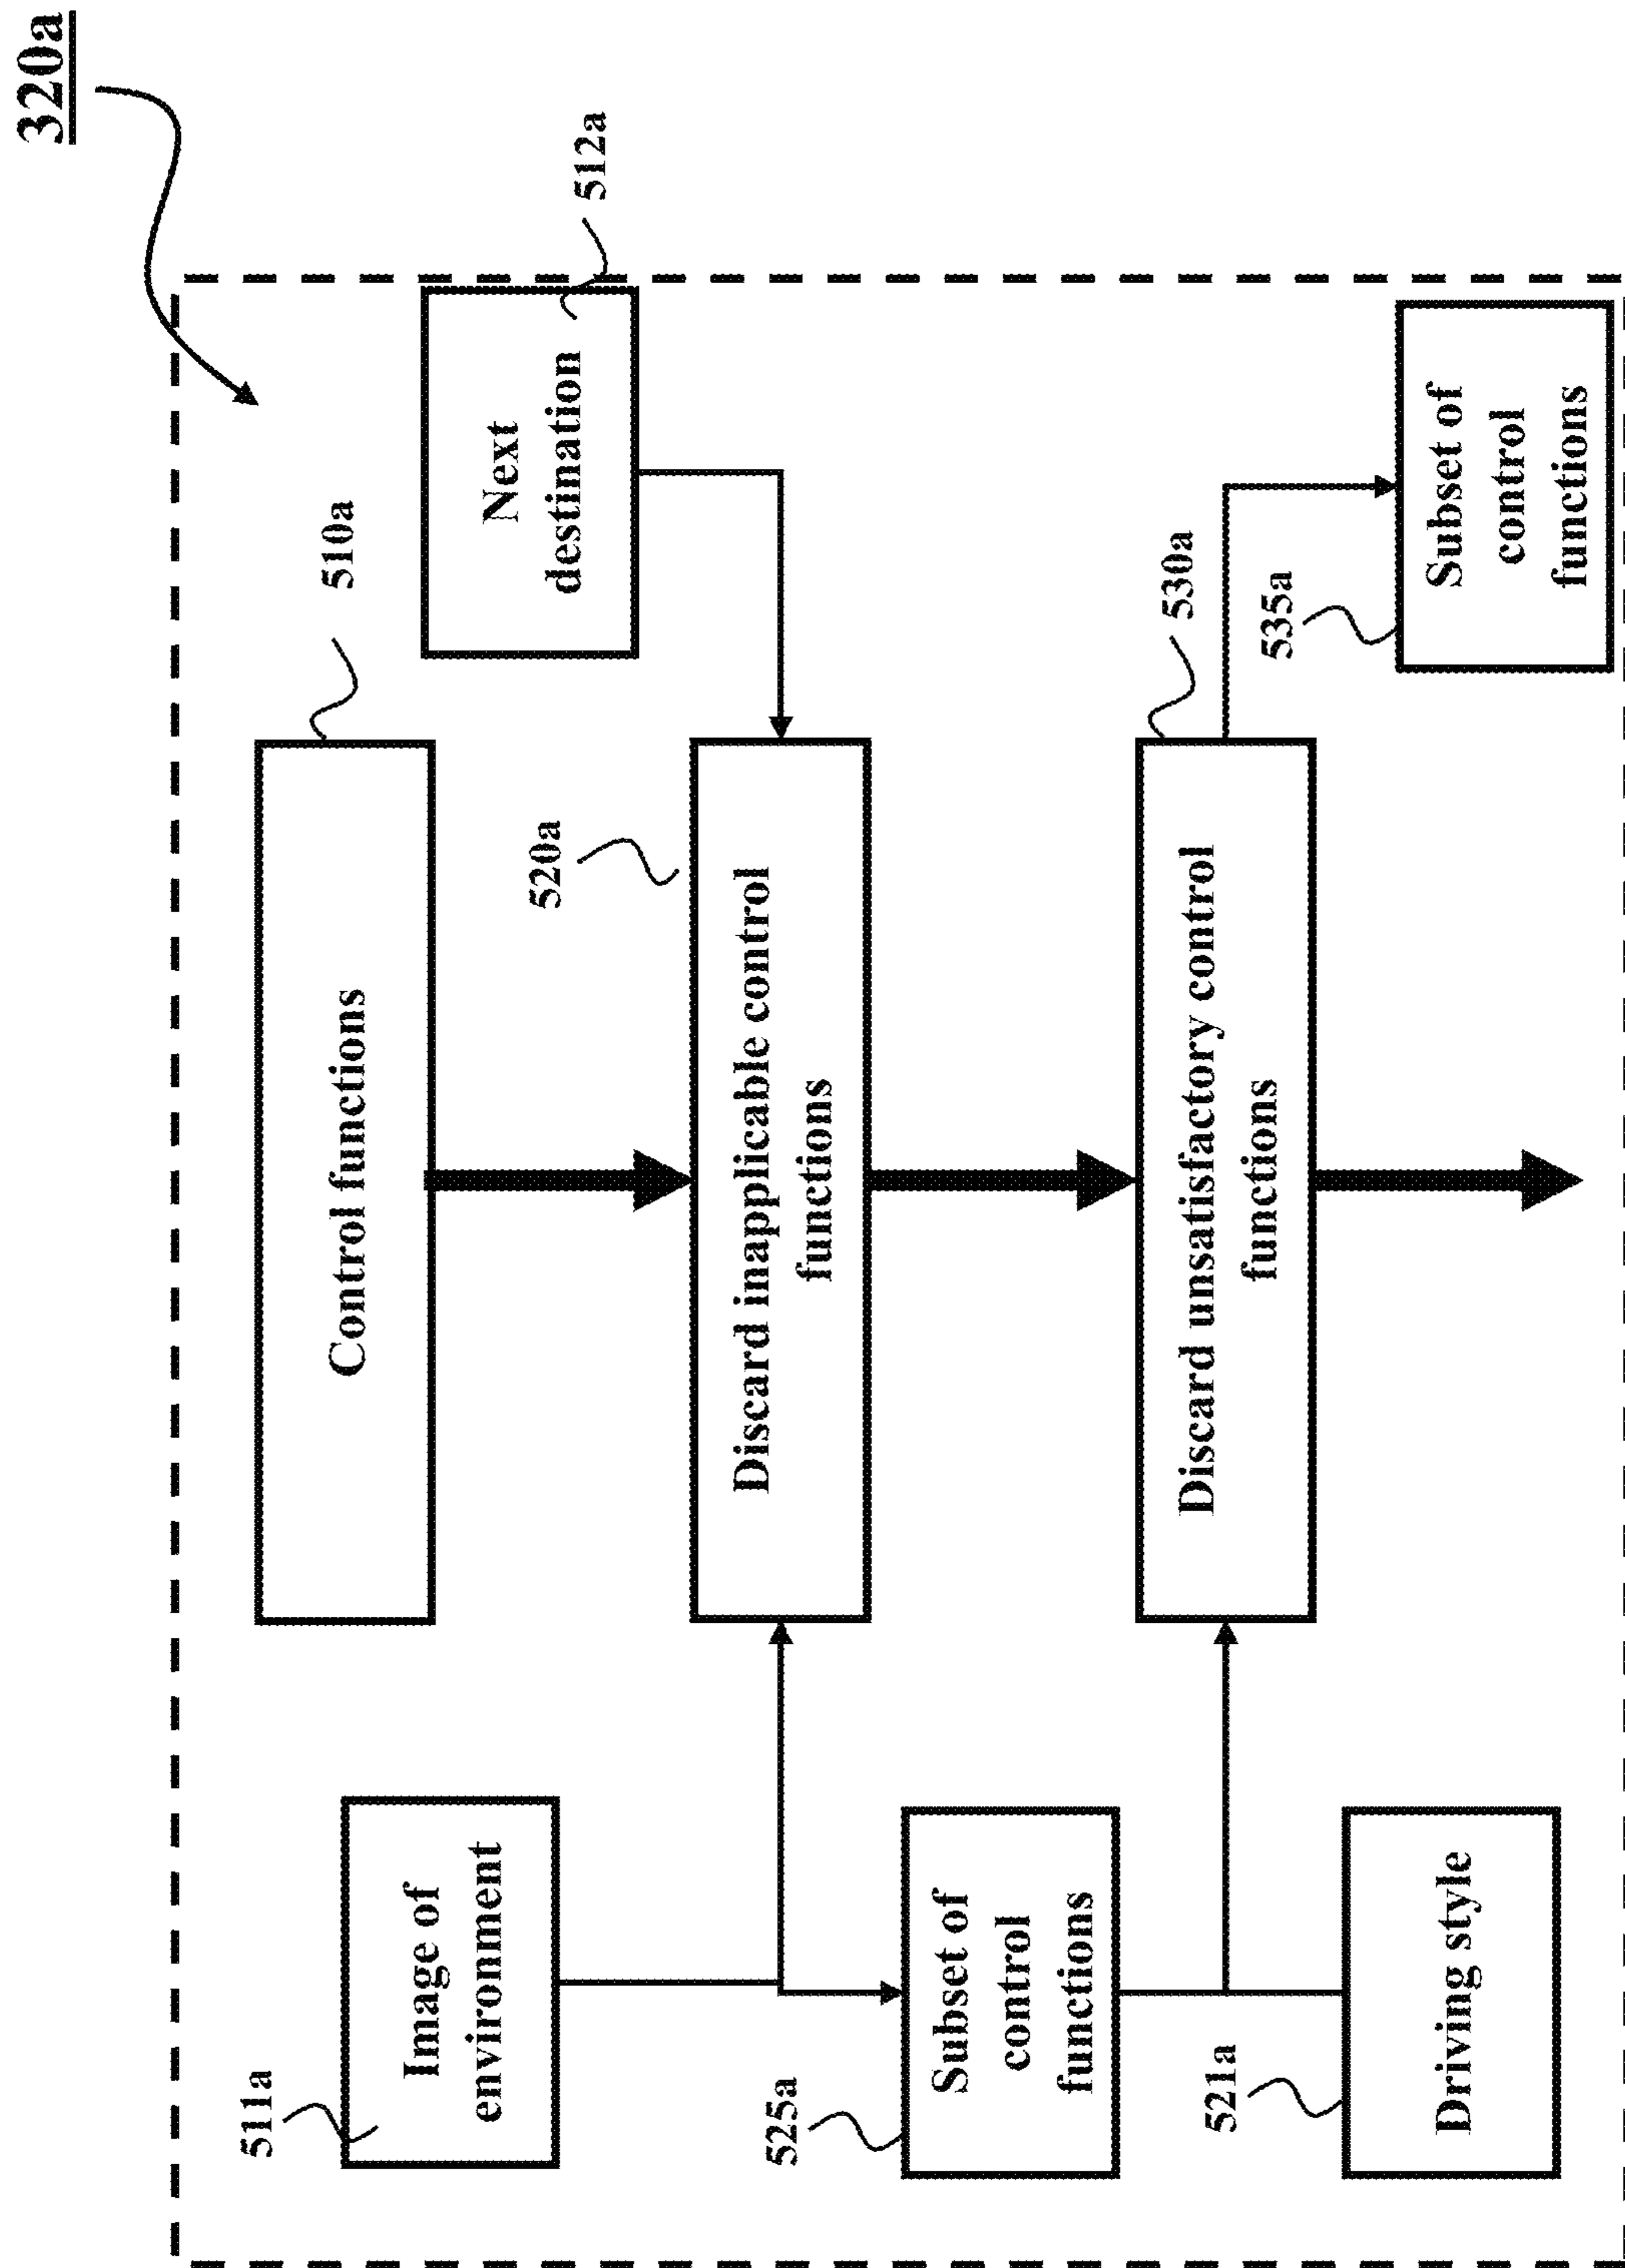 320a
511a
Control functions
510a
Image of
environment
Next
destination
512a
520a
Discard inapplicable control
functions
525a
Subset of
control
functions
530a
Discard unsatisfactory control
functions
521a
535a
Driving style
Subset of
control
functions